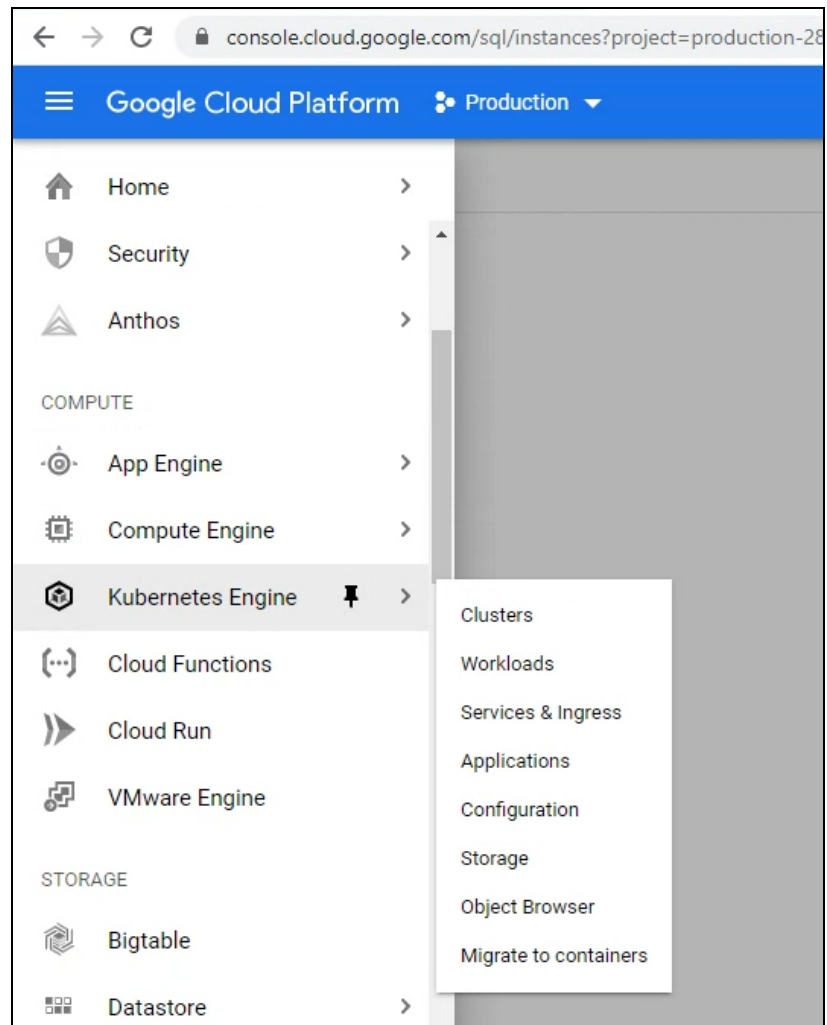 console.cloud.google.com/sql/instances?project=production-28
Google Cloud Platform Production
Home
Security
Anthos
COMPUTE
App Engine
Compute Engine
Kubernetes Engine
Clusters
Workloads
Services & Ingress
Applications
Configuration
Storage
Object Browser
Migrate to containers
Cloud Functions
Cloud Run
VMware Engine
STORAGE
Bigtable
Datastore